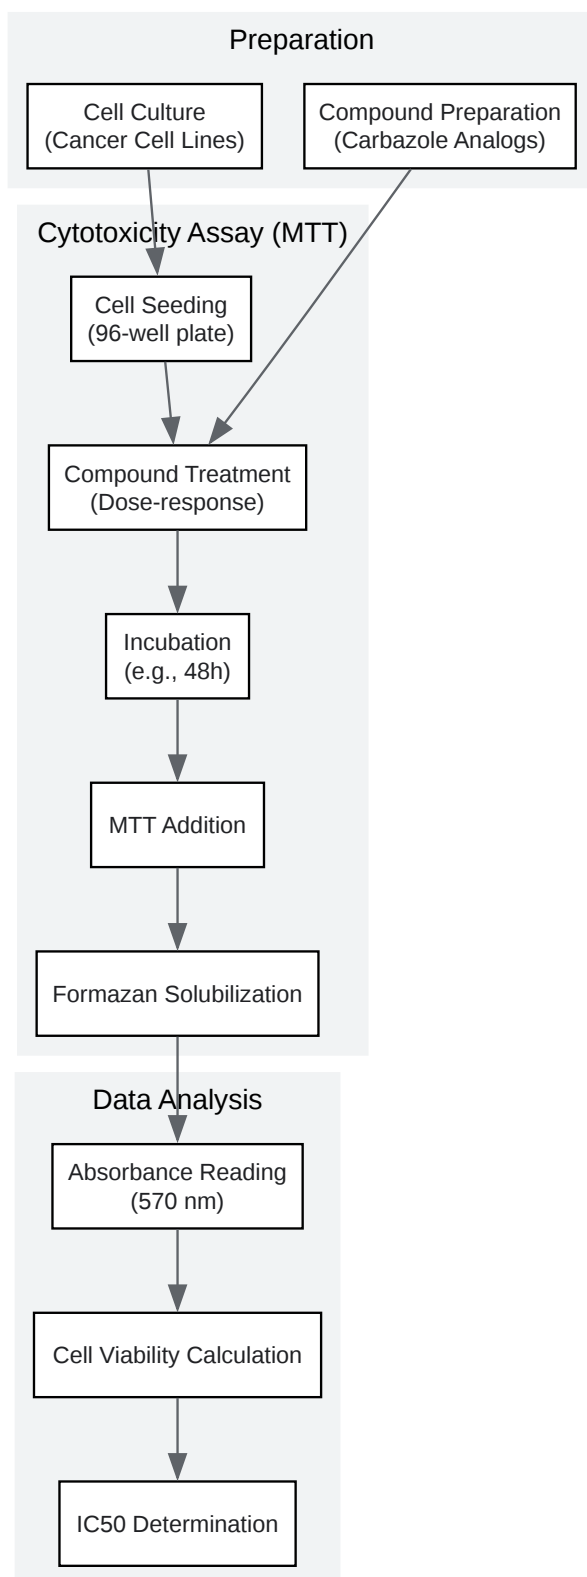 Preparation
Cell Culture
(Cancer Cell Lines)
Compound Preparation
(Carbazole Analogs)
Cytotoxicity Assay (MTT)
Cell Seeding
(96-well plate)
Compound Treatment
(Dose-response)
Incubation
(e.g., 48h)
MTT Addition
Formazan Solubilization
Data Analysis
Absorbance Reading
(570 nm)
Cell Viability Calculation
IC50 Determination